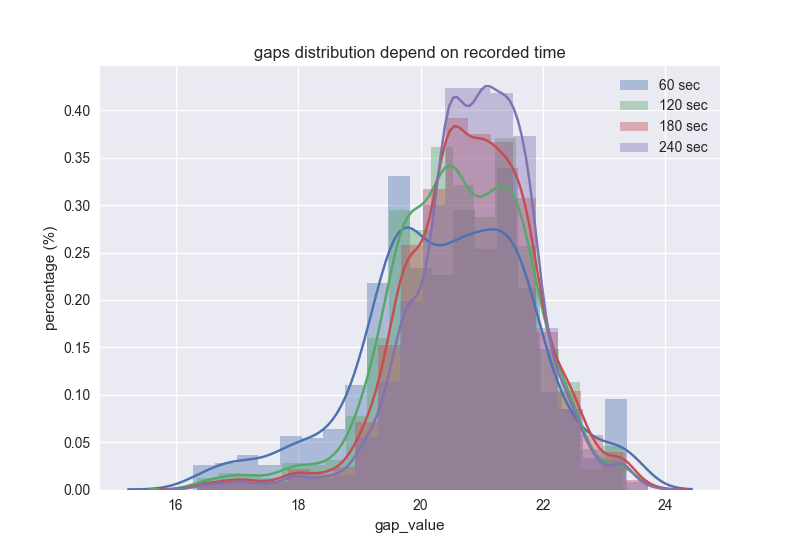 gaps distribution depend on recorded time
60 sec
120 sec
180 sec
240 sec
percentage (%)
0.40
0.35
0.30
0.25
0.20
0.15
0.10
0.05
0.00
16 18 20 22 24
gap_value